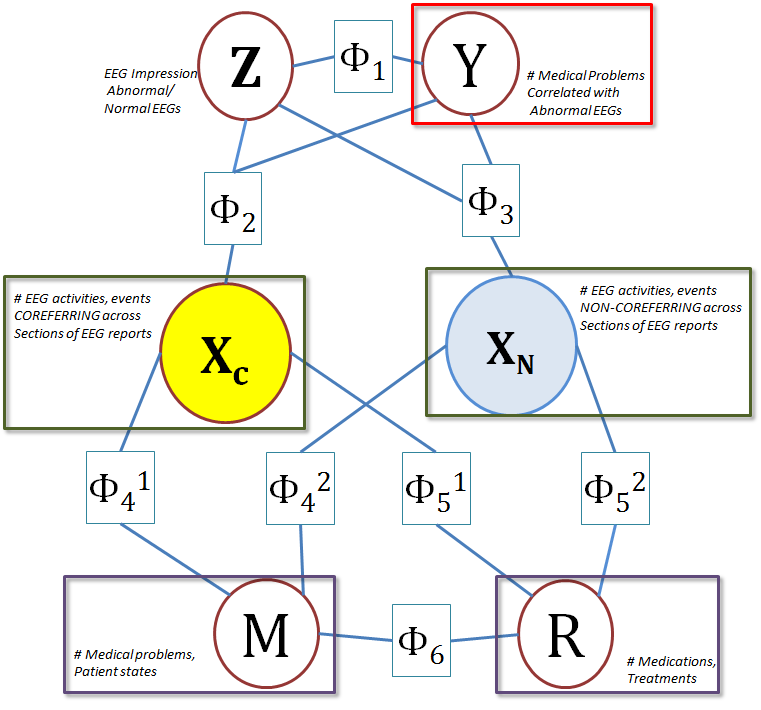 Z
Φ1
Y
EEG Impression
Abnormal/
Normal EEGs
# Medical Problems
Correlated with
Abnormal EEGs
Φ2
Φ3
# EEG activities, events
COREFERRING across
Sections of EEG reports
Xc
# EEG activities, events
NON-COREFERRING across
Sections of EEG reports
XN
Φ4¹
Φ4²
Φ5¹
Φ5²
M
Φ6
R
# Medical problems,
Patient states
# Medications,
Treatments